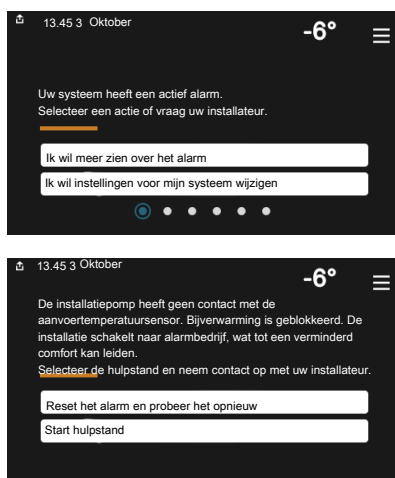 13.45 3 Oktober
-6°
Uw systeem heeft een actief alarm.
Selecteer een actie of vraag uw installateur.
Ik wil meer zien over het alarm
Ik wil instellingen voor mijn systeem wijzigen
13.45 3 Oktober
-6°
De installatiepomp heeft geen contact met de
aanvoertemperatuursensor. Bijverwarming is geblokkeerd. De
installatie schakelt naar alarmbedrijf, wat tot een verminderd
comfort kan leiden.
Selecteer de hulpstand en neem contact op met uw installateur.
Reset het alarm en probeer het opnieuw
Start hulpstand